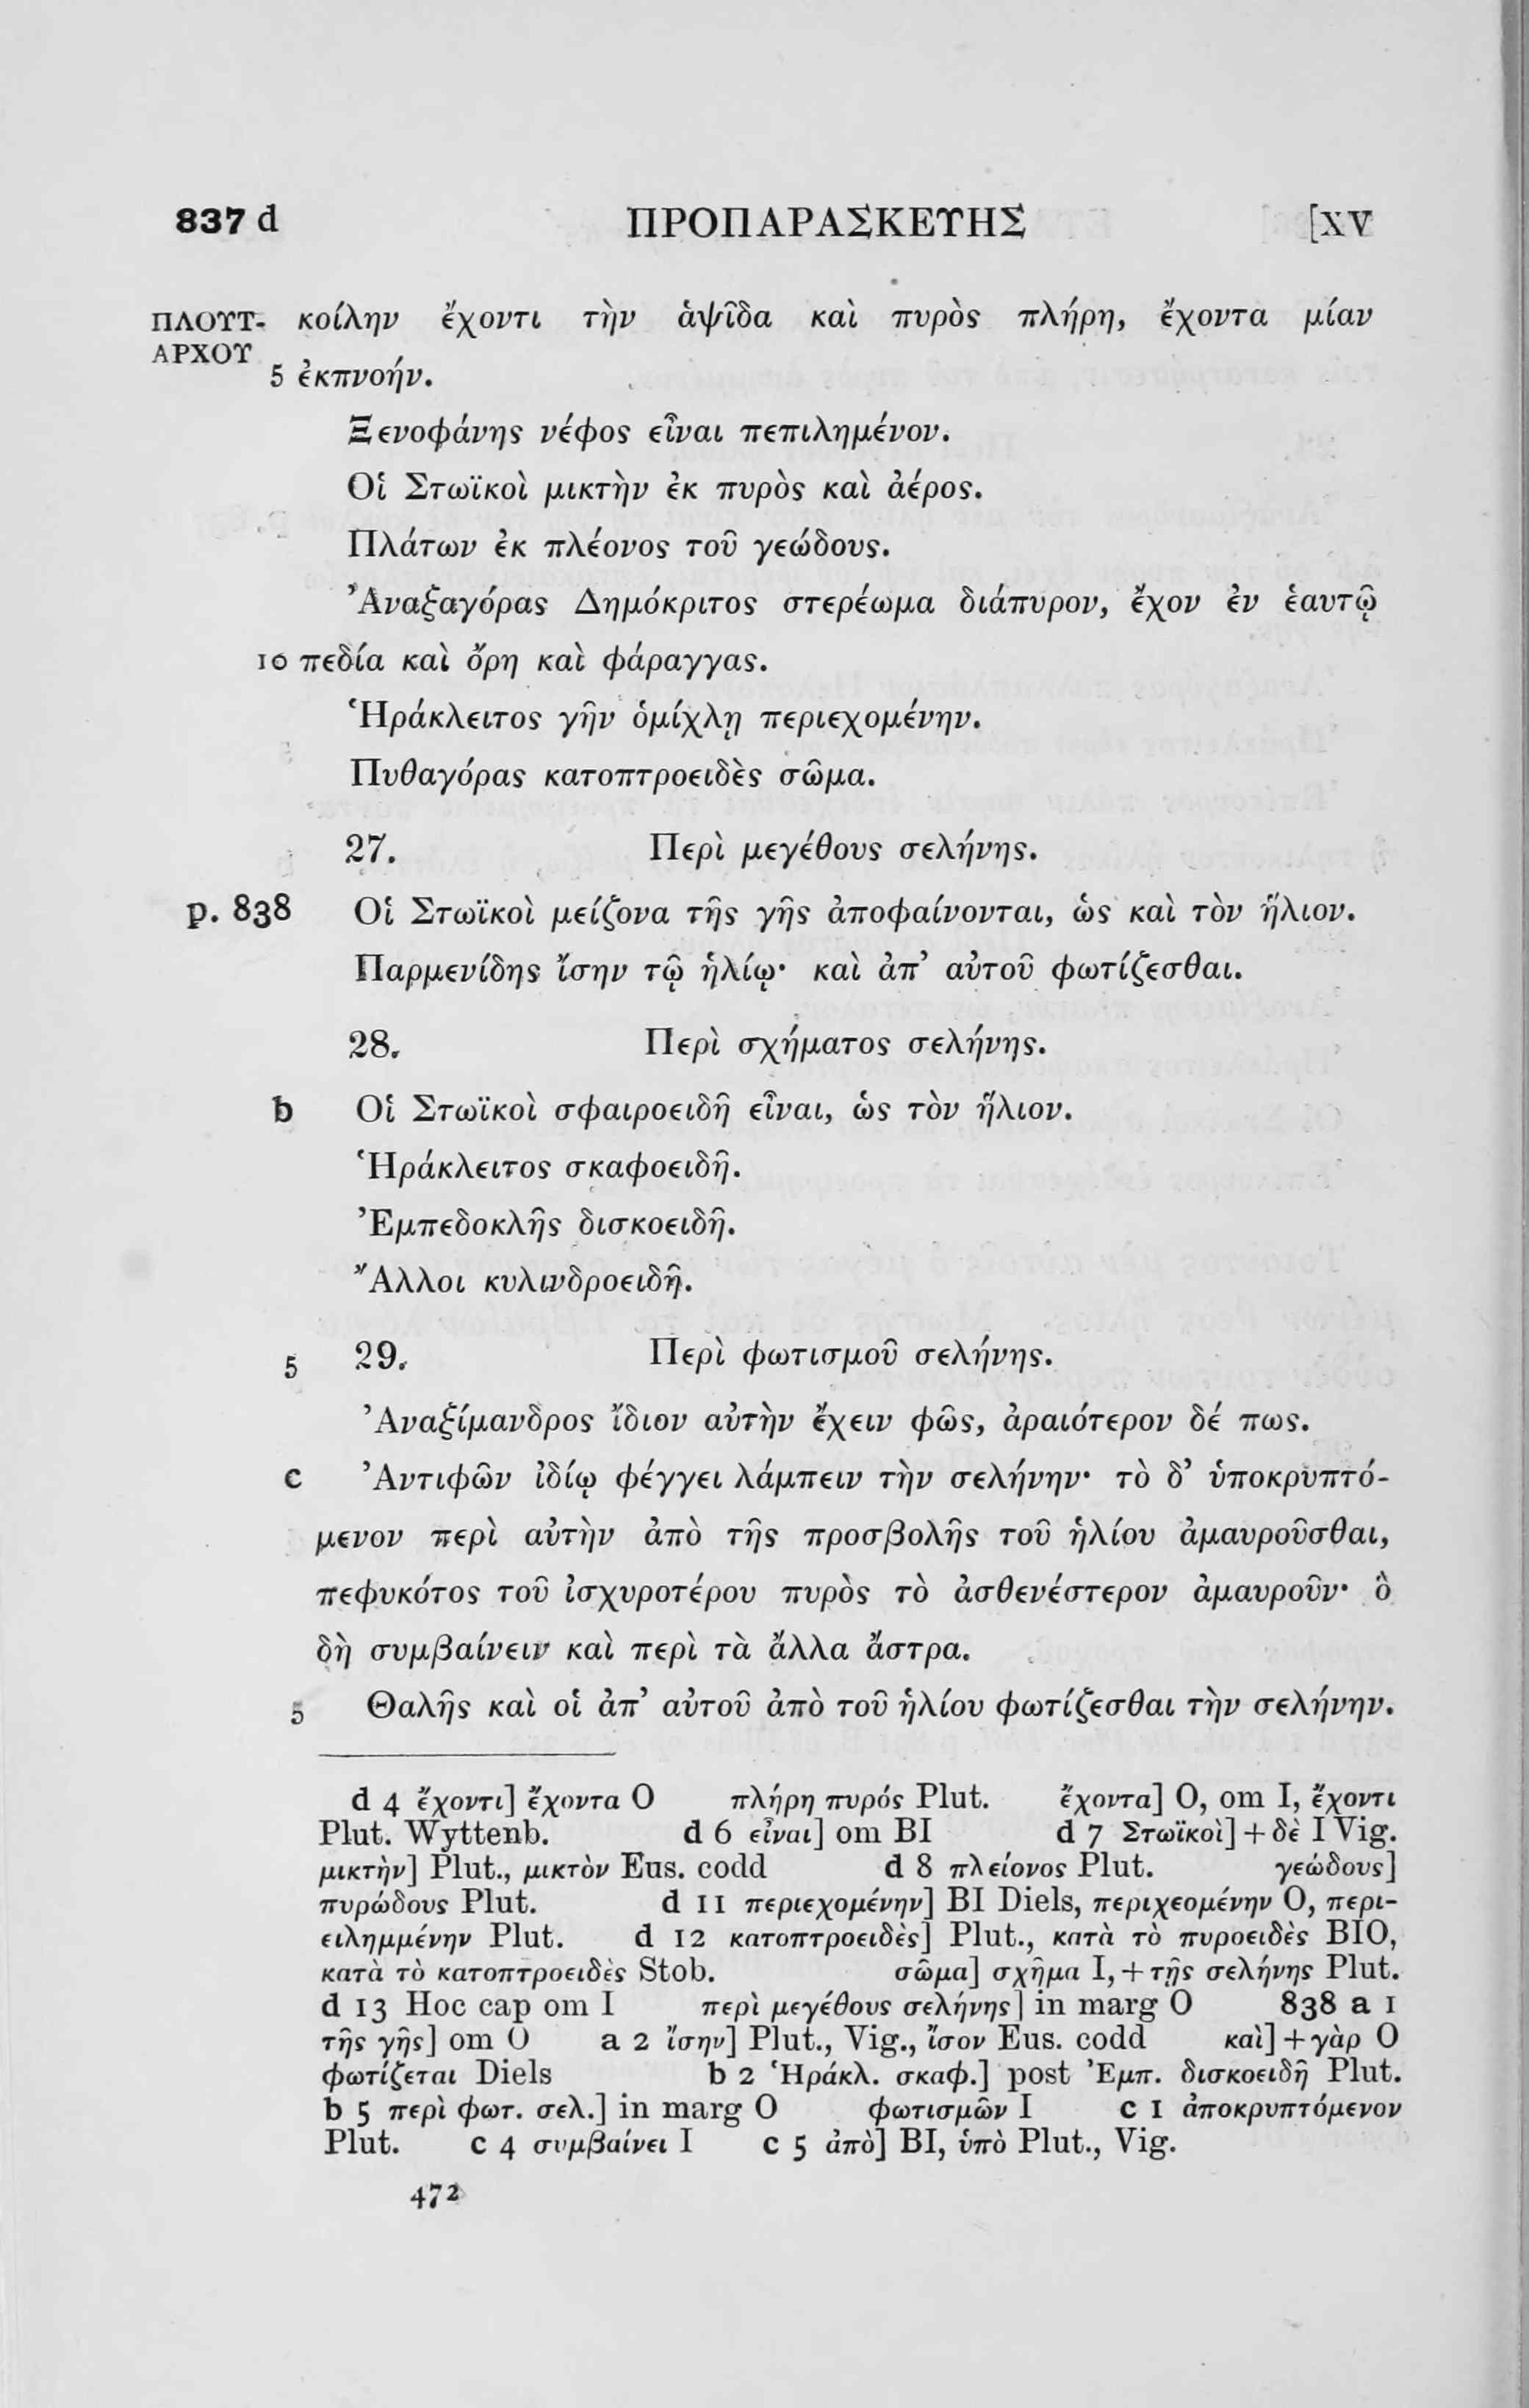 837 d ΠΡΟΠΑΡΑΣΚΕΥΗΣ [XV
ΠΛΟΥΤ- κοίλην ἔχοντι τὴν ἁψῖδα καὶ πυρὸς πλήρη, ἔχοντα μίαν
ΑΡΧΟΥ
5 ἐκπνοήν.
Ξενοφάνης νέφος εἶναι πεπιλημένον.
Οἱ Στωϊκοὶ μικτὴν ἐκ πυρὸς καὶ ἀέρος.
Πλάτων ἐκ πλέονος τοῦ γεώδους.
Ἀναξαγόρας Δημόκριτος στερέωμα διάπυρον, ἔχον ἐν ἑαυτῷ
10 πεδία καὶ ὄρη καὶ φάραγγας.
Ἡράκλειτος γῆν ὁμίχλῃ περιεχομένην.
Πυθαγόρας κατοπτροειδὲς σῶμα.
27. Περὶ μεγέθους σελήνης.
p. 838 Οἱ Στωϊκοὶ μείζονα τῆς γῆς ἀποφαίνονται, ὡς καὶ τὸν ἥλιον.
Παρμενίδης ἴσην τῷ ἡλίῳ· καὶ ἀπ’ αὐτοῦ φωτίζεσθαι.
28. Περὶ σχήματος σελήνης.
b Οἱ Στωϊκοὶ σφαιροειδῆ εἶναι, ὡς τὸν ἥλιον.
Ἡράκλειτος σκαφοειδῆ.
Ἐμπεδοκλῆς δισκοειδῆ.
Ἄλλοι κυλινδροειδῆ.
5 29. Περὶ φωτισμοῦ σελήνης.
Ἀναξίμανδρος ἴδιον αὐτὴν ἔχειν φῶς, ἀραιότερον δέ πως.
c Ἀντιφῶν ἰδίῳ φέγγει λάμπειν τὴν σελήνην· τὸ δ’ ὑποκρυπτό-
μενον περὶ αὐτὴν ἀπὸ τῆς προσβολῆς τοῦ ἡλίου ἀμαυροῦσθαι,
πεφυκότος τοῦ ἰσχυροτέρου πυρὸς τὸ ἀσθενέστερον ἀμαυροῦν· ὃ
δὴ συμβαίνειν καὶ περὶ τὰ ἄλλα ἄστρα.
5 Θαλῆς καὶ οἱ ἀπ’ αὐτοῦ ἀπὸ τοῦ ἡλίου φωτίζεσθαι τὴν σελήνην.
d 4 ἔχοντι] ἔχοντα O πλήρη πυρός Plut. ἔχοντα] O, om I, ἔχοντι
Plut. Wyttenb. d 6 εἶναι] om BI d 7 Στωϊκοὶ] + δὲ I Vig.
μικτὴν] Plut., μικτὸν Eus. codd d 8 πλείονος Plut. γεώδους]
πυρώδους Plut. d 11 περιεχομένην] BI Diels, περιχεομένην O, περι-
ειλημμένην Plut. d 12 κατοπτροειδὲς] Plut., κατὰ τὸ πυροειδὲς BIO,
κατὰ τὸ κατοπτροειδὲς Stob. σῶμα] σχῆμα I, + τῆς σελήνης Plut.
d 13 Hoc cap om I περὶ μεγέθους σελήνης] in marg O 838 a 1
τῆς γῆς] om O a 2 ἴσην] Plut., Vig., ἴσον Eus. codd καὶ] + γὰρ O
φωτίζεται Diels b 2 Ἡράκλ. σκαφ.] post Ἐμπ. δισκοειδῆ Plut.
b 5 περὶ φωτ. σελ.] in marg O φωτισμῶν I c 1 ἀποκρυπτόμενον
Plut. c 4 συμβαίνει I c 5 ἀπὸ] BI, ὑπὸ Plut., Vig.
472